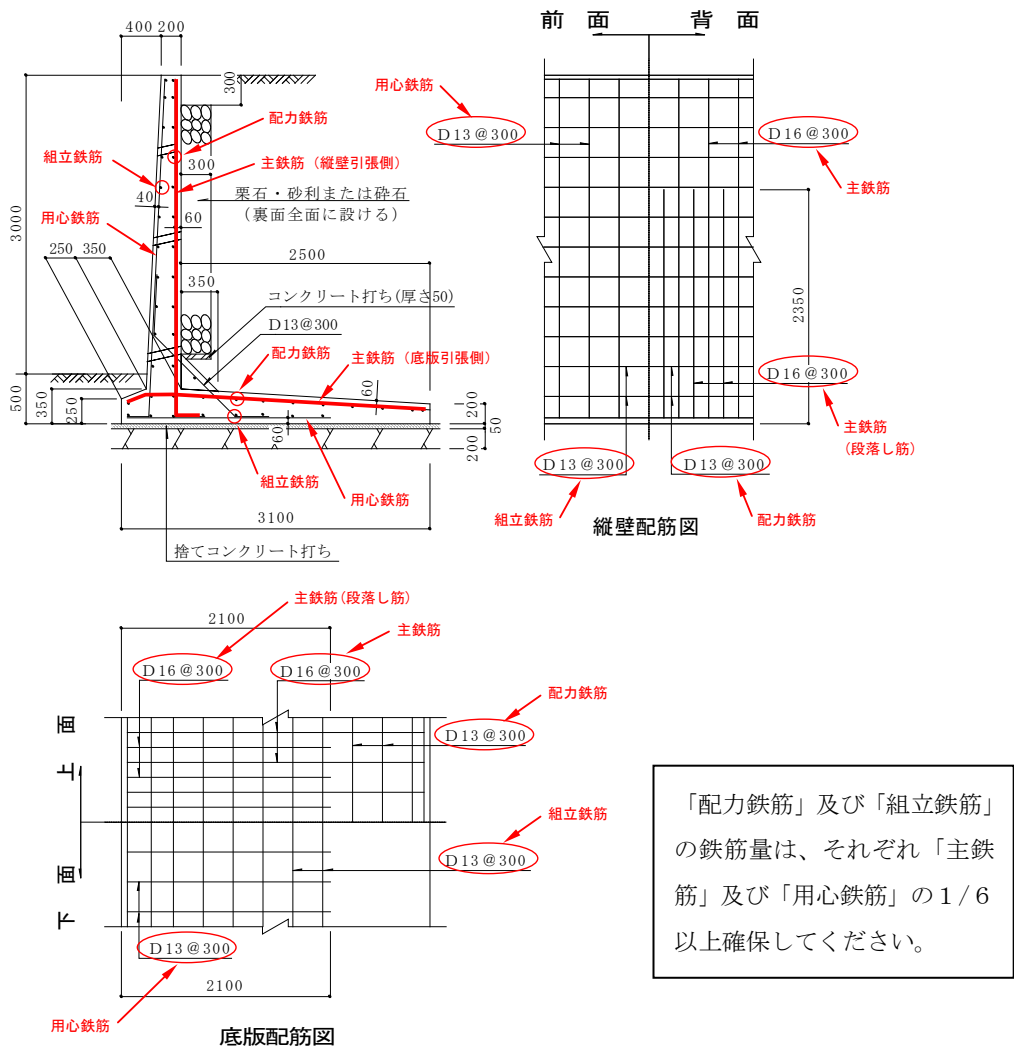 400 200
3000
500
350
250
300
用心鉄筋
配力鉄筋
組立鉄筋
主鉄筋（縦壁引張側）
300
40
栗石・砂利または砕石
（裏面全面に設ける）
用心鉄筋
60
250 350
2500
350
コンクリート打ち(厚さ50)
D13@300
配力鉄筋
主鉄筋（底版引張側）
60
200
50
200
60
組立鉄筋
用心鉄筋
3100
捨てコンクリート打ち
前 面
背 面
D13@300
D16@300
主鉄筋
2350
D16@300
主鉄筋
(段落し筋)
D13@300
D13@300
組立鉄筋
配力鉄筋
縦壁配筋図
主鉄筋(段落し筋)
2100
主鉄筋
D16@300
D16@300
配力鉄筋
D13@300
上 面
組立鉄筋
D13@300
下 面
D13@300
2100
用心鉄筋
底版配筋図
「配力鉄筋」及び「組立鉄筋」
の鉄筋量は、それぞれ「主鉄
筋」及び「用心鉄筋」の１/６
以上確保してください。